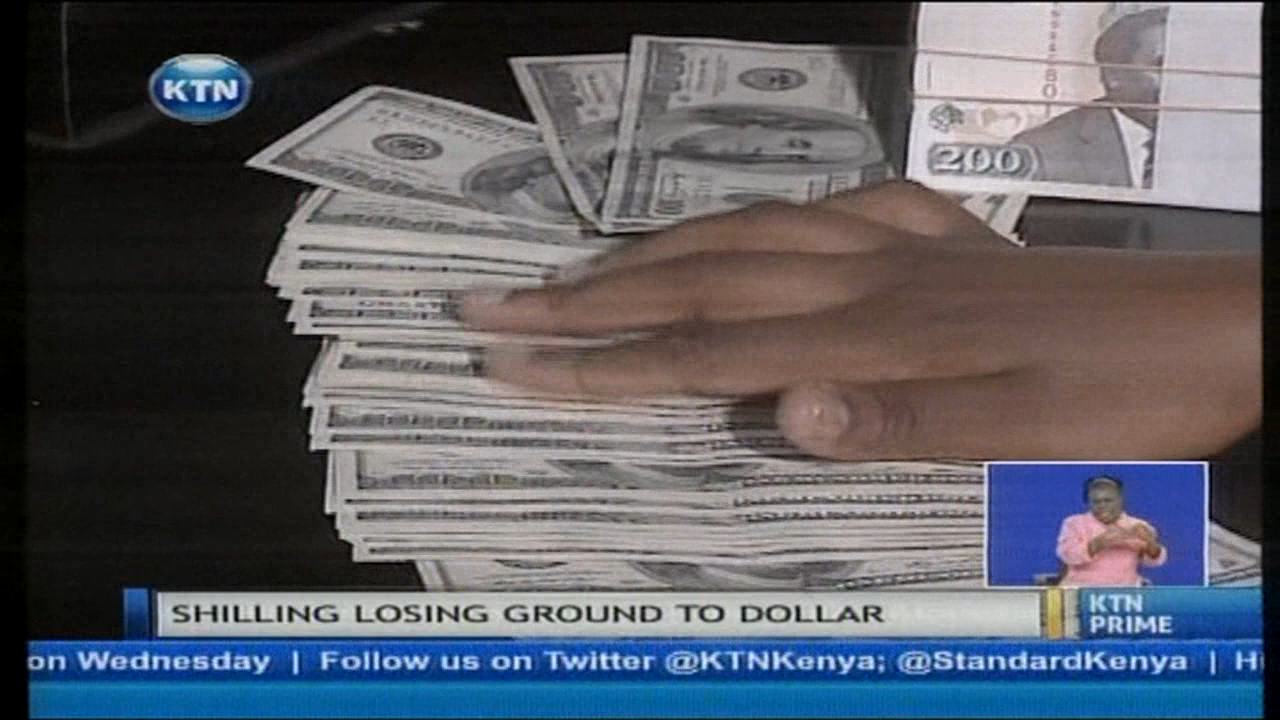 KTN
200
SHILLING LOSING GROUND TO DOLLAR
KTN
PRIME
on Wednesday | Follow us on Twitter @KTNKenya; @StandardKenya | H